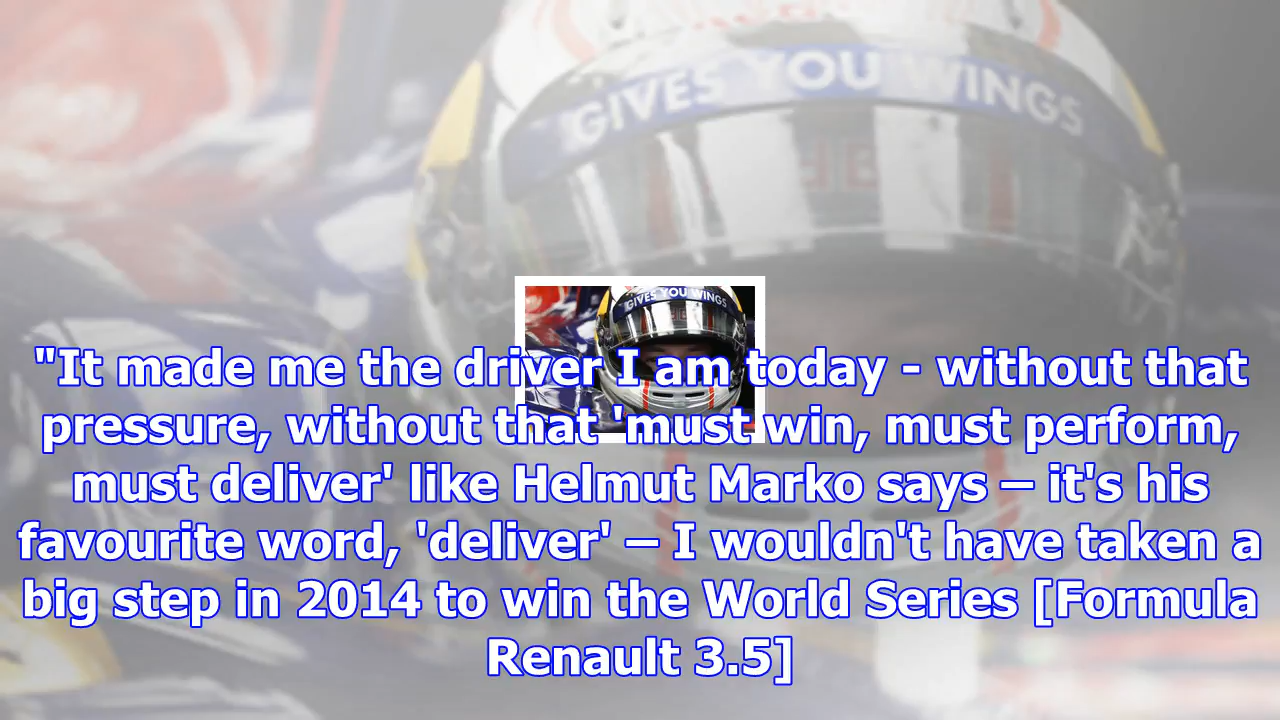 GIVES YOU WINGS
GIVES YOU WINGS
"It made me the driver I am today - without that
pressure, without that 'must win, must perform,
must deliver' like Helmut Marko says – it's his
favourite word, 'deliver' – I wouldn't have taken a
big step in 2014 to win the World Series [Formula
Renault 3.5]